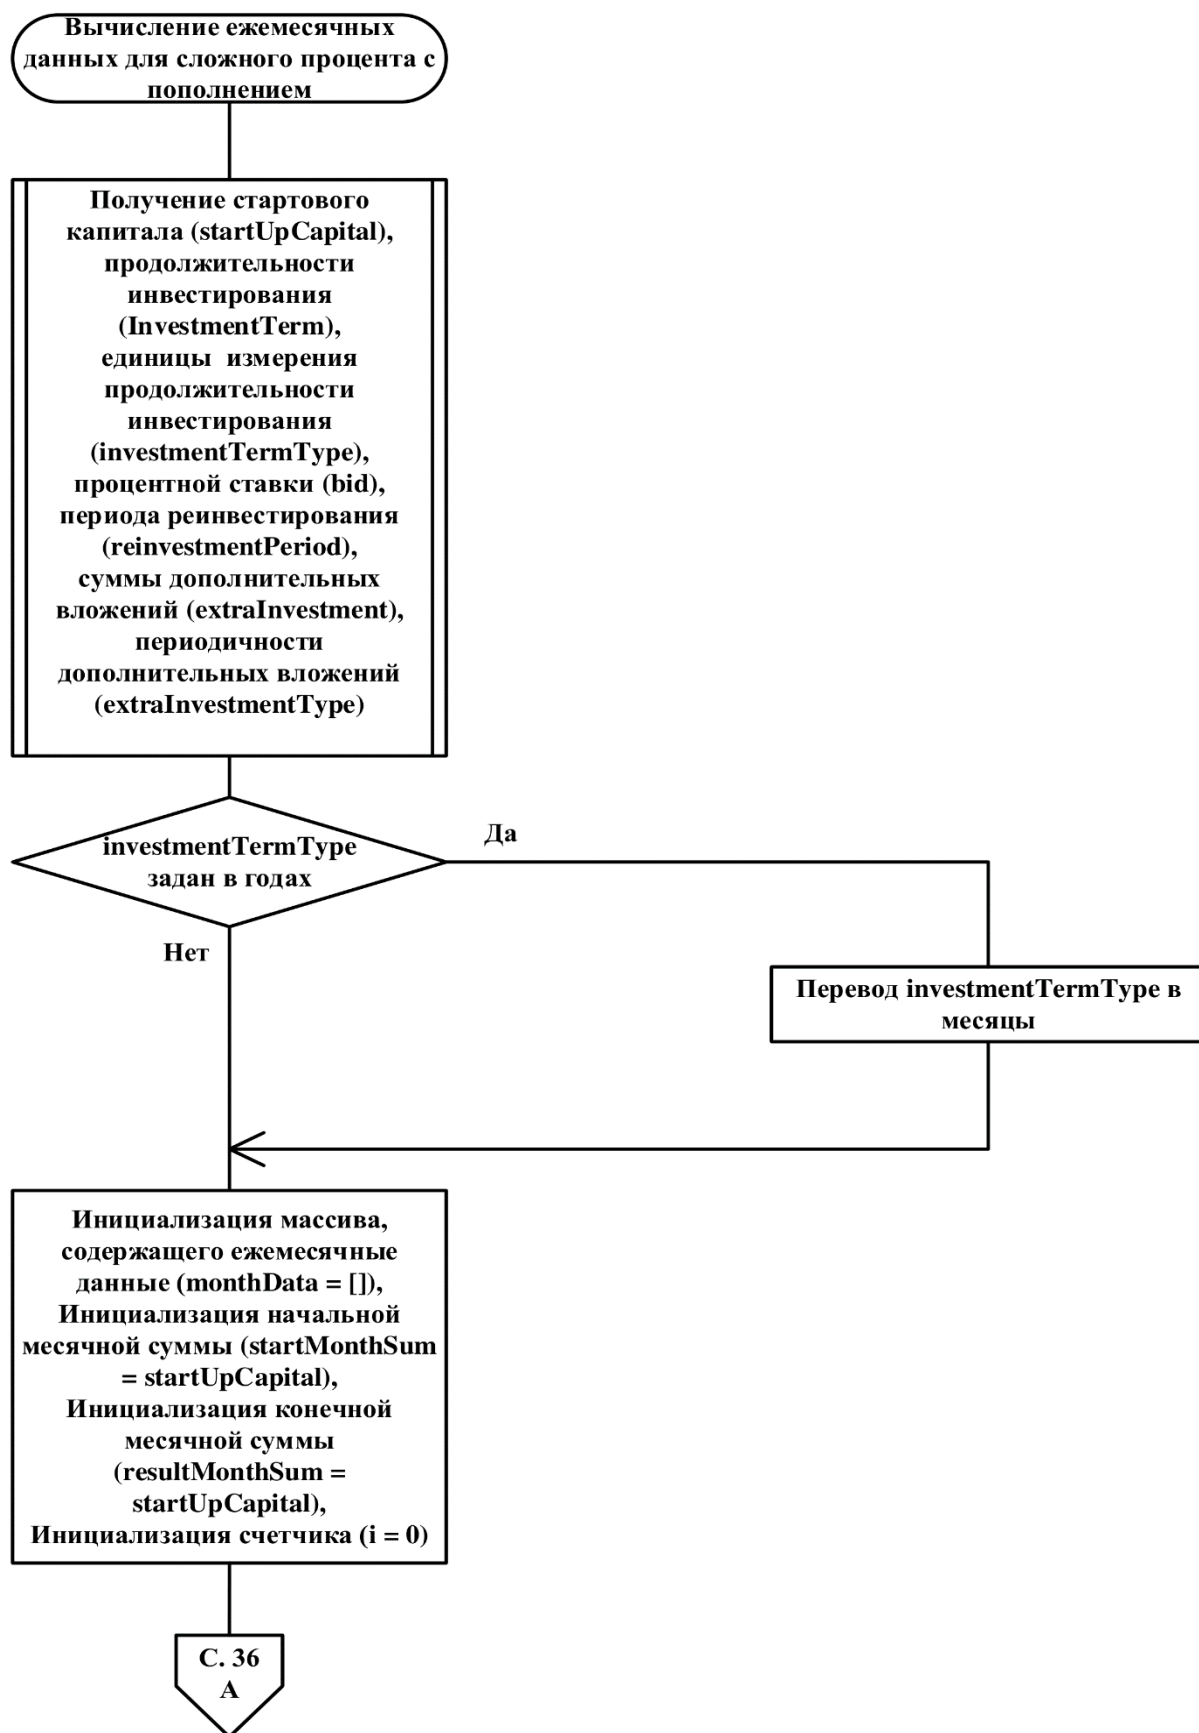 Вычисление ежемесячных
данных для сложного процента с
пополнением
Получение стартового
капитала (startUpCapital),
продолжительности
инвестирования
(InvestmentTerm),
единицы измерения
продолжительности
инвестирования
(investmentTermType),
процентной ставки (bid),
периода реинвестирования
(reinvestmentPeriod),
суммы дополнительных
вложений (extraInvestment),
периодичности
дополнительных вложений
(extraInvestmentType)
investmentTermType
задан в годах
Да
Нет
Перевод investmentTermType в
месяцы
Инициализация массива,
содержащего ежемесячные
данные (monthData = []),
Инициализация начальной
месячной суммы (startMonthSum
= startUpCapital),
Инициализация конечной
месячной суммы
(resultMonthSum =
startUpCapital),
Инициализация счетчика (i = 0)
С. 36
А